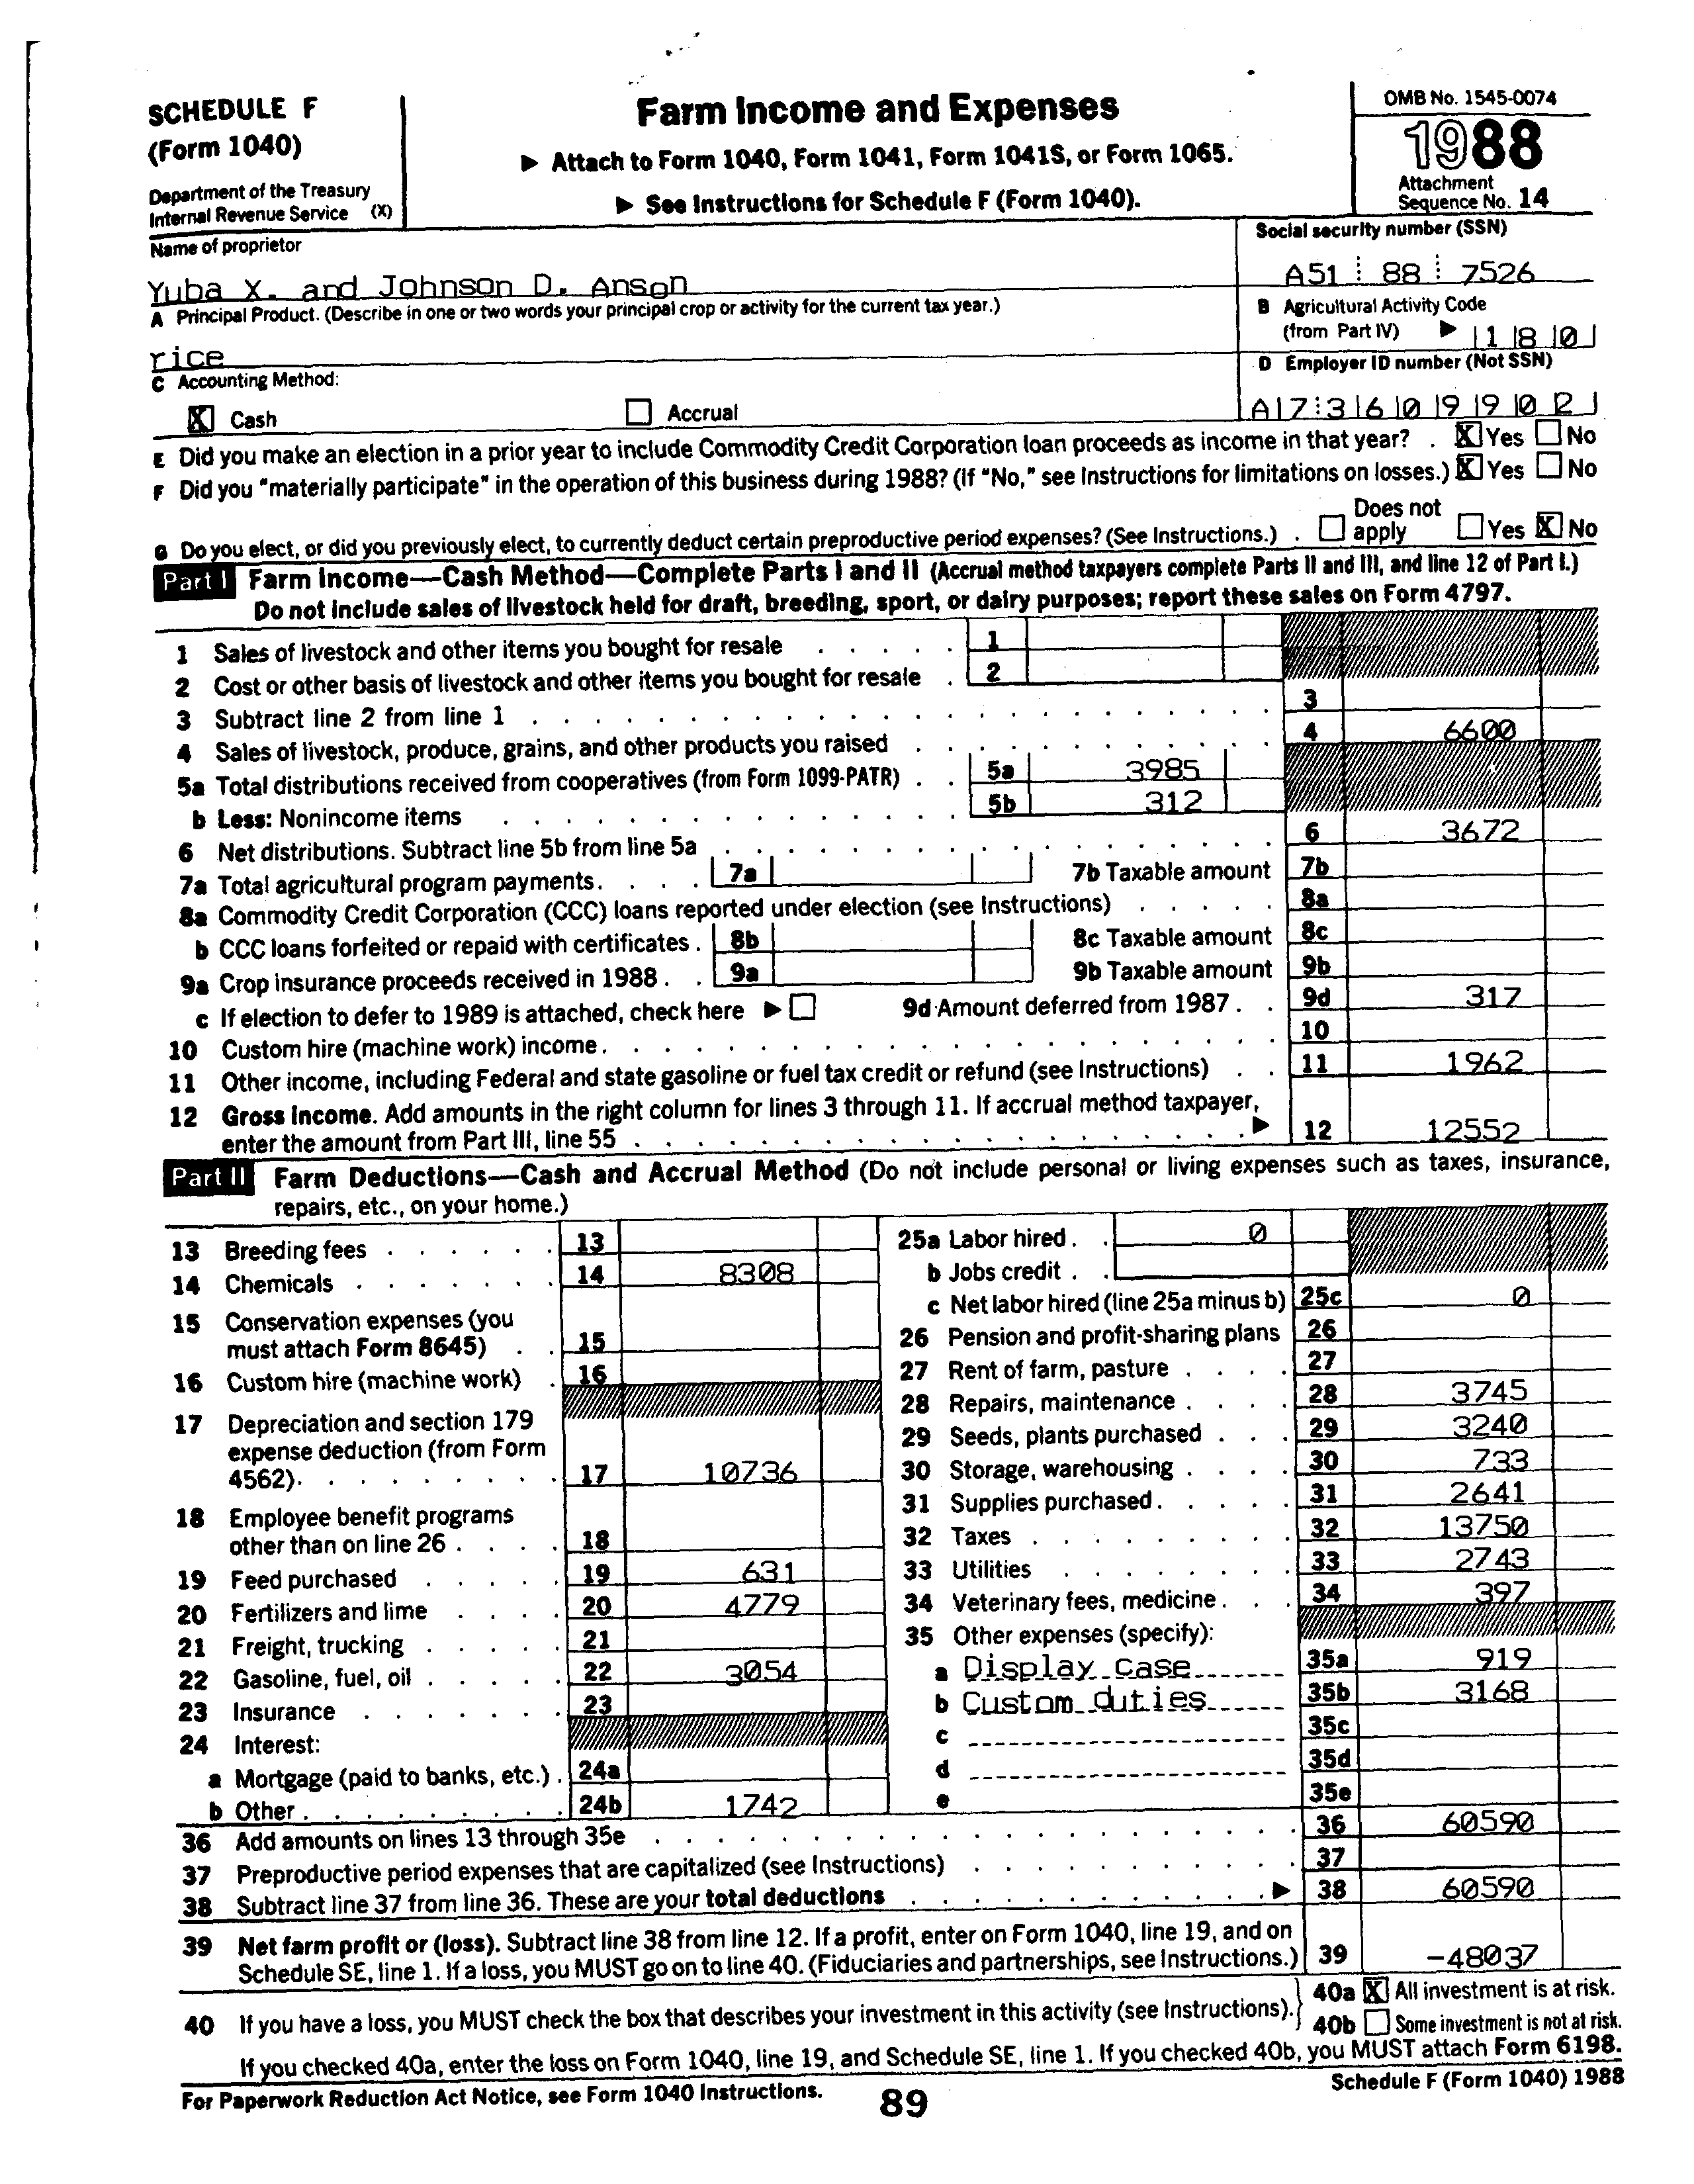 SCHEDULE F
(Form 1040)
Department of the Treasury
Internal Revenue Service (X)
Farm Income and Expenses
▶ Attach to Form 1040, Form 1041, Form 1041S, or Form 1065.
▶ See Instructions for Schedule F (Form 1040).
OMB No. 1545-0074
1988
Attachment
Sequence No. 14
Name of proprietor
Yuba X. and Johnson D. Anson
Social security number (SSN)
A51 88 7526
A Principal Product. (Describe in one or two words your principal crop or activity for the current tax year.)
rice
B Agricultural Activity Code
(from Part IV) ▶ 1 8 0
C Accounting Method:
X Cash Accrual
D Employer ID number (Not SSN)
A 7 3 6 0 9 9 0 2
E Did you make an election in a prior year to include Commodity Credit Corporation loan proceeds as income in that year? . X Yes No
F Did you "materially participate" in the operation of this business during 1988? (If "No," see Instructions for limitations on losses.) X Yes No
G Do you elect, or did you previously elect, to currently deduct certain preproductive period expenses? (See Instructions.) . Does not apply Yes X No
Part I Farm Income—Cash Method—Complete Parts I and II (Accrual method taxpayers complete Parts II and III, and line 12 of Part I.)
Do not include sales of livestock held for draft, breeding, sport, or dairy purposes; report these sales on Form 4797.
1 Sales of livestock and other items you bought for resale 1
2 Cost or other basis of livestock and other items you bought for resale 2
3 Subtract line 2 from line 1 3
4 Sales of livestock, produce, grains, and other products you raised 4 6600
5a Total distributions received from cooperatives (from Form 1099-PATR) 5a 3985
b Less: Nonincome items 5b 312
6 Net distributions. Subtract line 5b from line 5a 6 3672
7a Total agricultural program payments. 7a 7b Taxable amount 7b
8a Commodity Credit Corporation (CCC) loans reported under election (see Instructions) 8a
b CCC loans forfeited or repaid with certificates. 8b 8c Taxable amount 8c
9a Crop insurance proceeds received in 1988. 9a 9b Taxable amount 9b
c If election to defer to 1989 is attached, check here ▶ 9d Amount deferred from 1987. 9d 317
10 Custom hire (machine work) income. 10
11 Other income, including Federal and state gasoline or fuel tax credit or refund (see Instructions) 11 1962
12 Gross income. Add amounts in the right column for lines 3 through 11. If accrual method taxpayer,
enter the amount from Part III, line 55 ▶ 12 12552
Part II Farm Deductions—Cash and Accrual Method (Do not include personal or living expenses such as taxes, insurance,
repairs, etc., on your home.)
13 Breeding fees 13
14 Chemicals 14 8308
15 Conservation expenses (you
must attach Form 8645) 15
16 Custom hire (machine work) 16
17 Depreciation and section 179
expense deduction (from Form
4562). 17 10736
18 Employee benefit programs
other than on line 26. 18
19 Feed purchased 19 631
20 Fertilizers and lime 20 4779
21 Freight, trucking 21
22 Gasoline, fuel, oil 22 3054
23 Insurance 23
24 Interest:
a Mortgage (paid to banks, etc.). 24a
b Other. 24b 1742
25a Labor hired. 0
b Jobs credit.
c Net labor hired (line 25a minus b) 25c 0
26 Pension and profit-sharing plans 26
27 Rent of farm, pasture 27
28 Repairs, maintenance 28 3745
29 Seeds, plants purchased 29 3240
30 Storage, warehousing 30 733
31 Supplies purchased. 31 2641
32 Taxes 32 13750
33 Utilities 33 2743
34 Veterinary fees, medicine. 34 397
35 Other expenses (specify):
a Display case 35a 919
b Custom duties 35b 3168
c 35c
d 35d
e 35e
36 Add amounts on lines 13 through 35e 36 60590
37 Preproductive period expenses that are capitalized (see Instructions) 37
38 Subtract line 37 from line 36. These are your total deductions ▶ 38 60590
39 Net farm profit or (loss). Subtract line 38 from line 12. If a profit, enter on Form 1040, line 19, and on
Schedule SE, line 1. If a loss, you MUST go on to line 40. (Fiduciaries and partnerships, see Instructions.) 39 -48037
40 If you have a loss, you MUST check the box that describes your investment in this activity (see Instructions).
40a X All investment is at risk.
40b Some investment is not at risk.
If you checked 40a, enter the loss on Form 1040, line 19, and Schedule SE, line 1. If you checked 40b, you MUST attach Form 6198.
For Paperwork Reduction Act Notice, see Form 1040 Instructions.
89
Schedule F (Form 1040) 1988